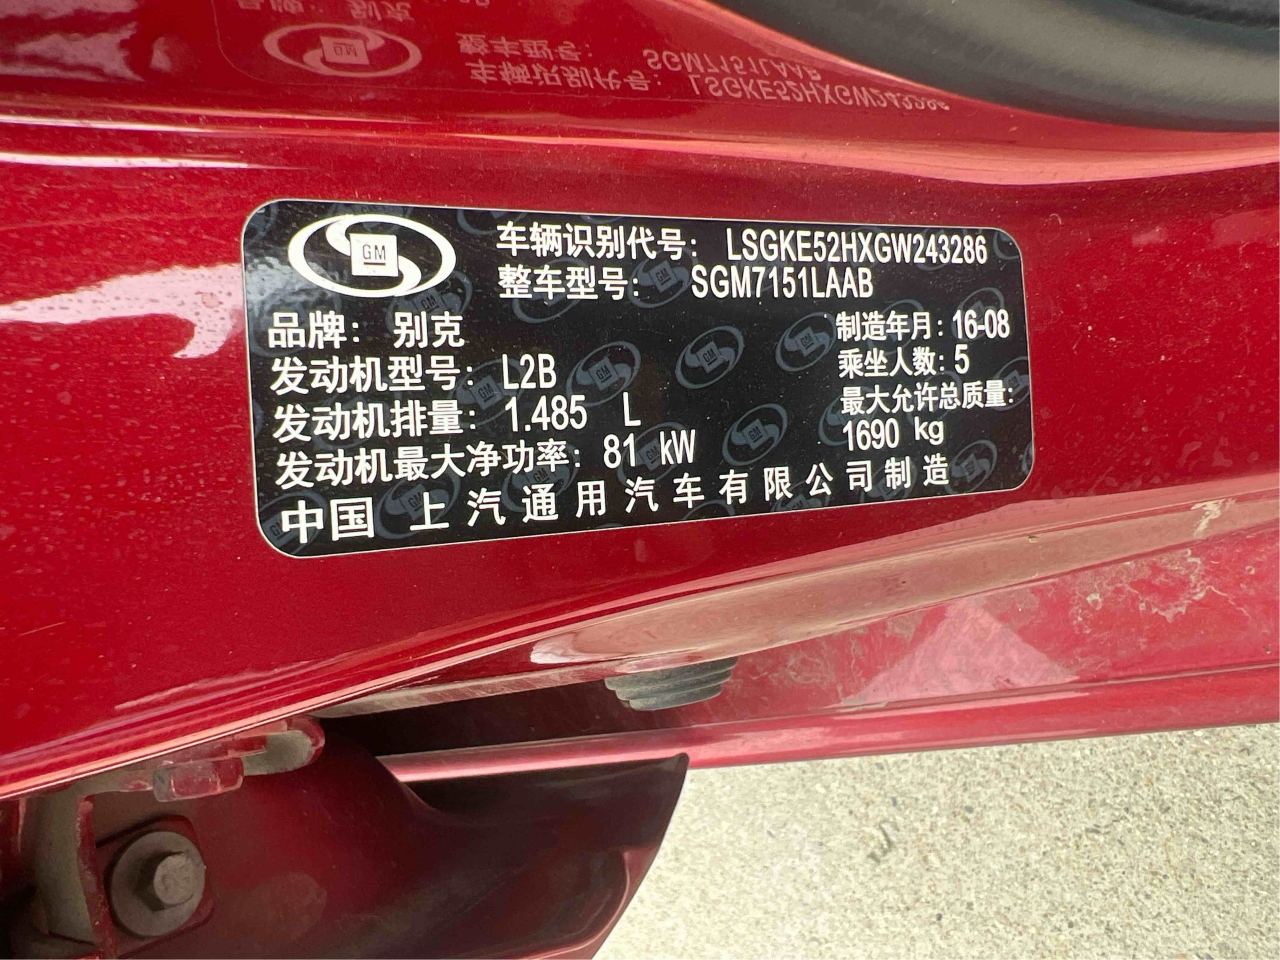 车辆识别代号： LSGKE52HXGW243286
整车型号： SGM7151LAAB
GM
品牌： 别克
制造年月：16-08
发动机型号： L2B
乘坐人数：5
发动机排量： 1.485 L
最大允许总质量：
1690 kg
发动机最大净功率： 81 kW
中国 上汽通用汽车有限公司制造